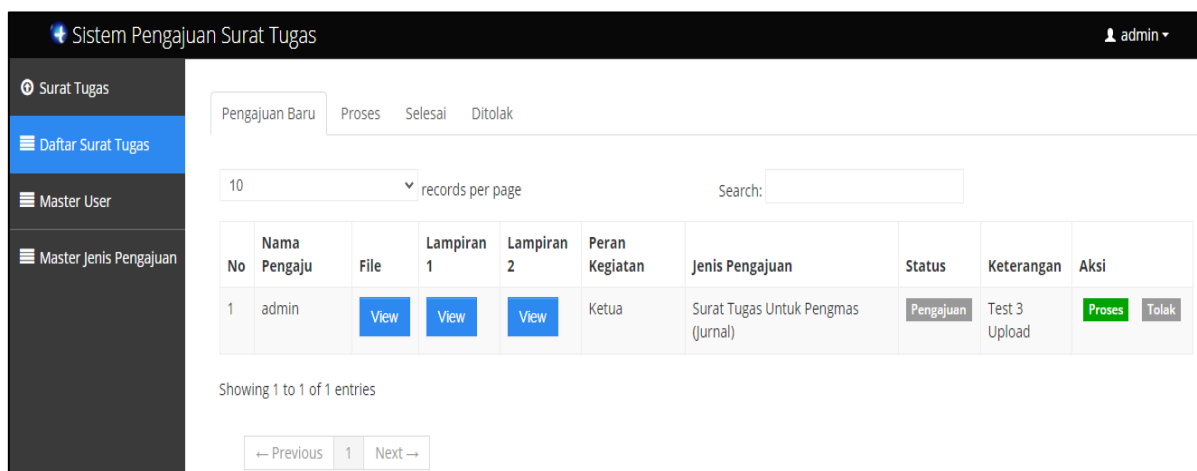 Sistem Pengajuan Surat Tugas
admin
Surat Tugas
Daftar Surat Tugas
Master User
Master Jenis Pengajuan
Pengajuan Baru Proses Selesai Ditolak
10 records per page Search:
No Nama Pengaju File Lampiran 1 Lampiran 2 Peran Kegiatan Jenis Pengajuan Status Keterangan Aksi
1 admin View View View Ketua Surat Tugas Untuk Pengmas (Jurnal) Pengajuan Test 3 Upload Proses Tolak
Showing 1 to 1 of 1 entries
← Previous 1 Next →